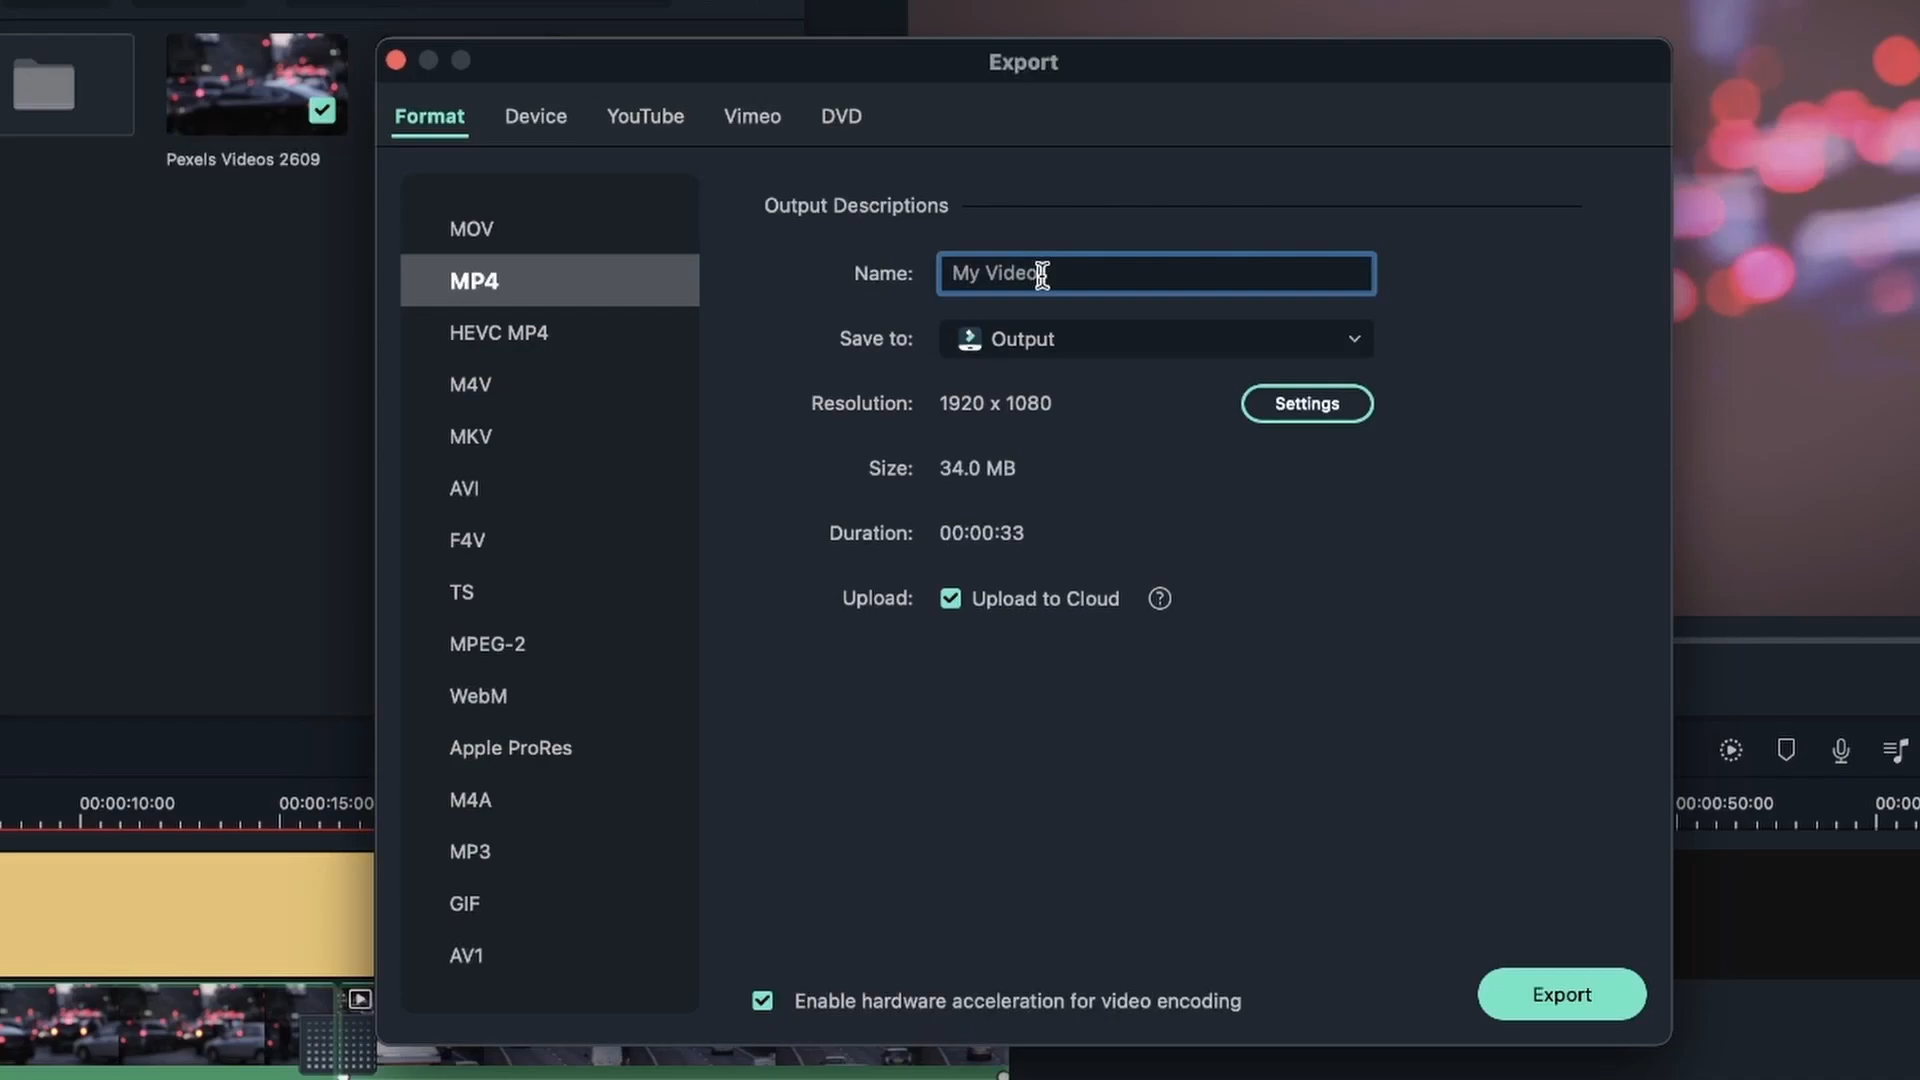 Export
Format Device YouTube Vimeo DVD
Pexels Videos 2609
MOV
MP4
HEVC MP4
M4V
MKV
AVI
F4V
TS
MPEG-2
WebM
Apple ProRes
M4A
MP3
GIF
AV1
Output Descriptions
Name: My Video
Save to: Output
Resolution: 1920 x 1080 Settings
Size: 34.0 MB
Duration: 00:00:33
Upload: Upload to Cloud ?
Enable hardware acceleration for video encoding
Export
00:00:10:00 00:00:15:00 00:00:50:00 00:00